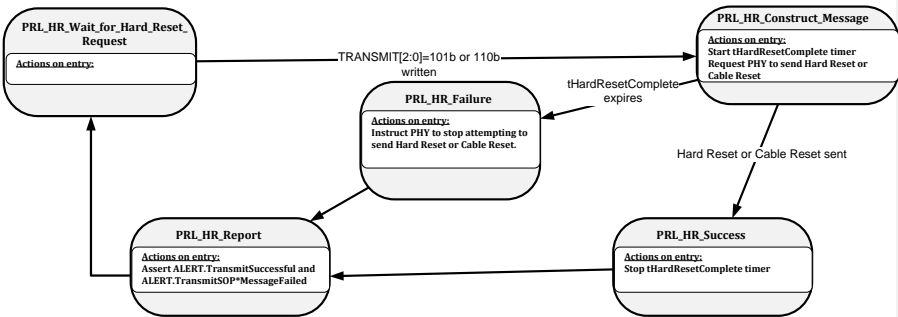 PRL_HR_Wait_for_Hard_Reset_
Request
Actions on entry:
TRANSMIT[2:0]=101b or 110b
written
PRL_HR_Construct_Message
Actions on entry:
Start tHardResetComplete timer
Request PHY to send Hard Reset or
Cable Reset
tHardResetComplete
expires
PRL_HR_Failure
Actions on entry:
Instruct PHY to stop attempting to
send Hard Reset or Cable Reset.
Hard Reset or Cable Reset sent
PRL_HR_Report
Actions on entry:
Assert ALERT.TransmitSuccessful and
ALERT.TransmitSOP*MessageFailed
PRL_HR_Success
Actions on entry:
Stop tHardResetComplete timer